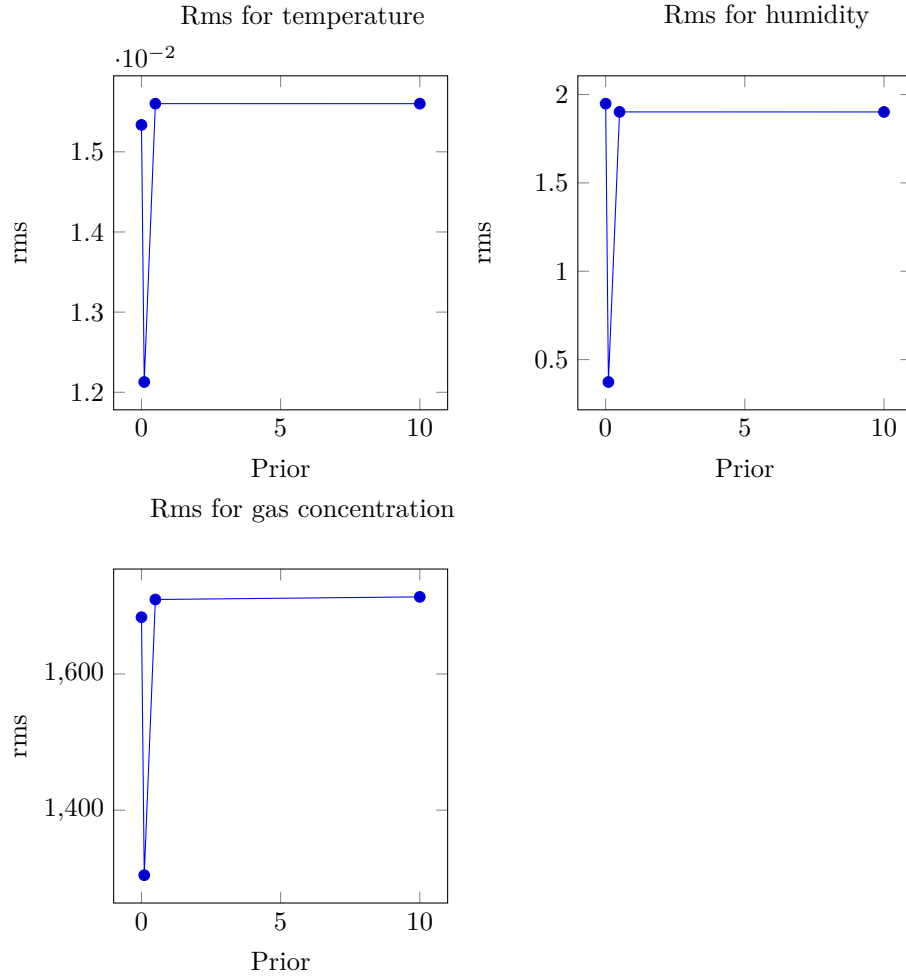 Rms for temperature
·10−2
1.5
1.4
1.3
1.2
rms
0 5 10
Prior
Rms for humidity
2
1.5
1
0.5
rms
0 5 10
Prior
Rms for gas concentration
1,600
1,400
rms
0 5 10
Prior